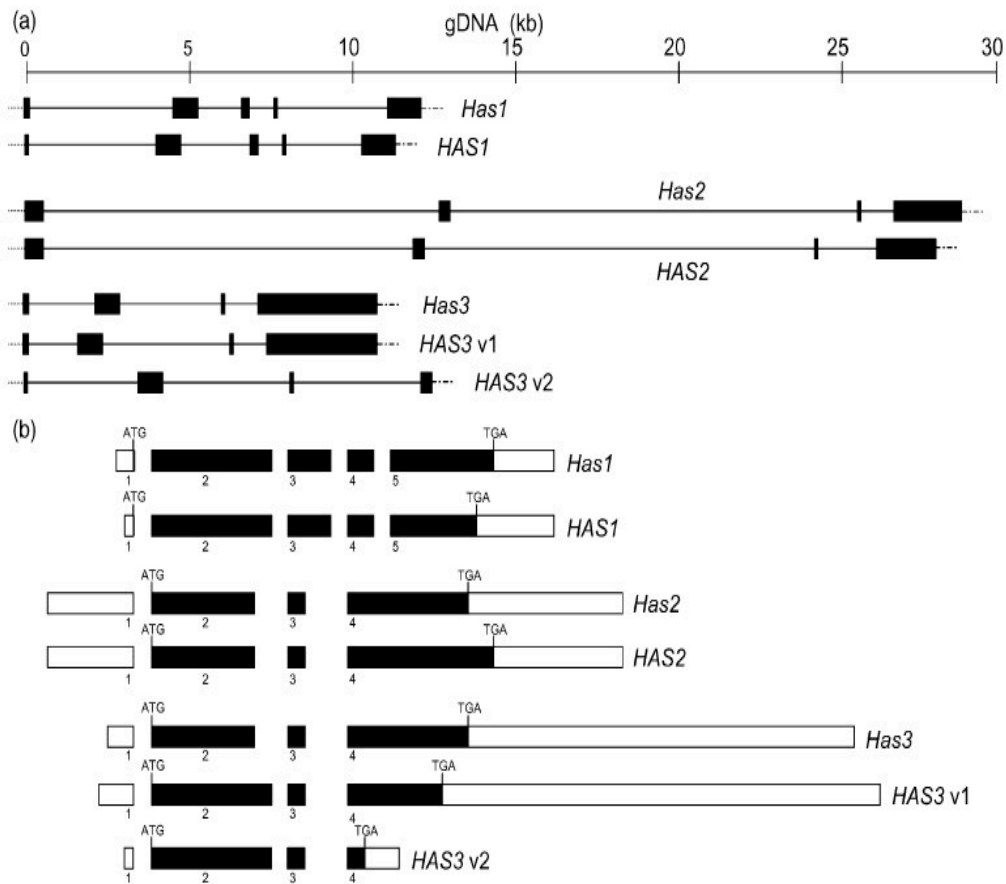 (a)
gDNA (kb)
0 5 10 15 20 25 30
Has1
HAS1
Has2
HAS2
Has3
HAS3 v1
HAS3 v2
(b)
ATG TGA
Has1
1 2 3 4 5
ATG TGA
HAS1
1 2 3 4 5
ATG TGA
Has2
1 2 3 4
ATG TGA
HAS2
1 2 3 4
ATG TGA
Has3
1 2 3 4
ATG TGA
HAS3 v1
1 2 3 4
ATG TGA
HAS3 v2
1 2 3 4